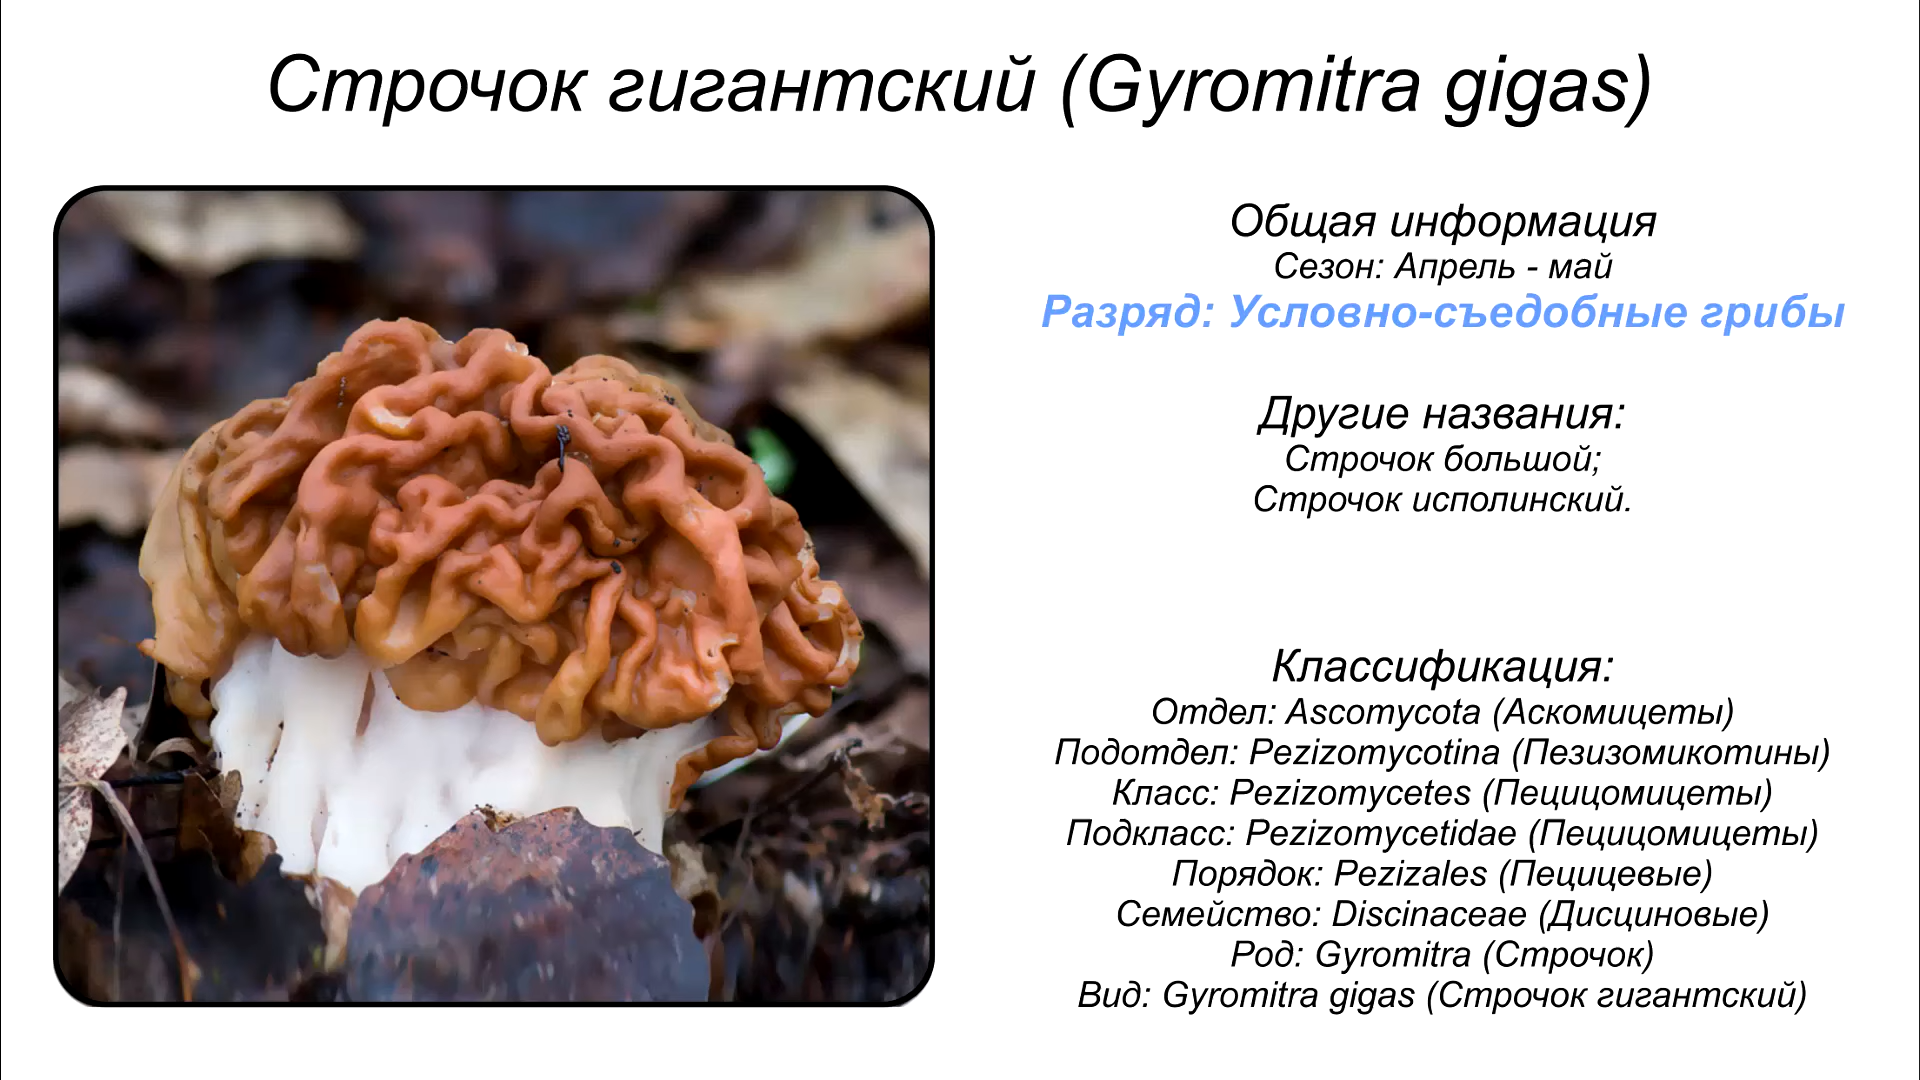 Строчок гигантский (Gyromitra gigas)
Общая информация
Сезон: Апрель - май
Разряд: Условно-съедобные грибы
Другие названия:
Строчок большой;
Строчок исполинский.
Классификация:
Отдел: Ascomycota (Аскомицеты)
Подотдел: Pezizomycotina (Пезизомикотины)
Класс: Pezizomycetes (Пецицомицеты)
Подкласс: Pezizomycetidae (Пецицомицеты)
Порядок: Pezizales (Пецицевые)
Семейство: Discinaceae (Дисциновые)
Род: Gyromitra (Строчок)
Вид: Gyromitra gigas (Строчок гигантский)